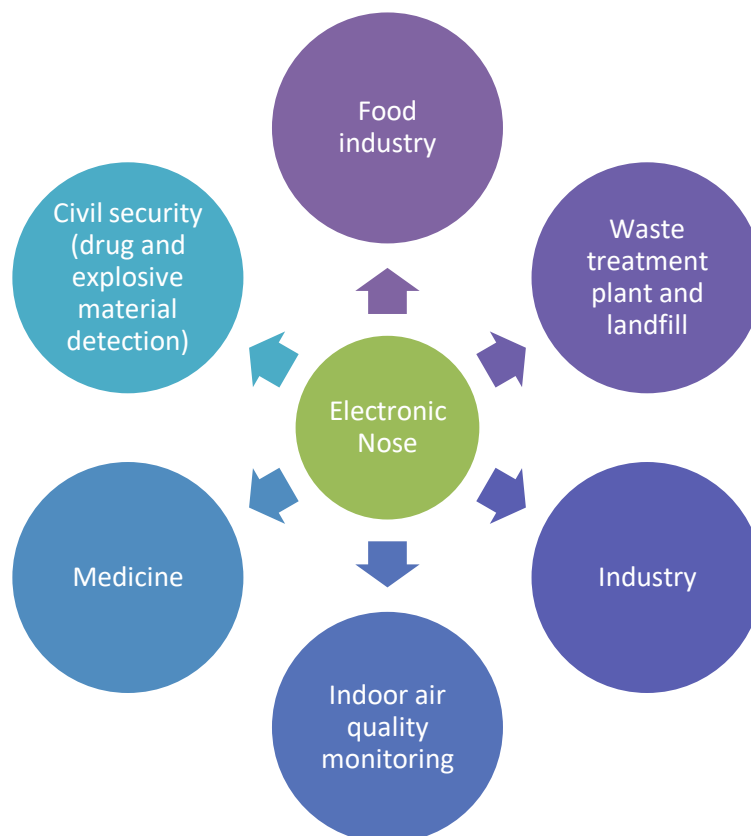 Food
industry
Civil security
(drug and
explosive
material
detection)
Waste
treatment
plant and
landfill
Electronic
Nose
Medicine
Industry
Indoor air
quality
monitoring